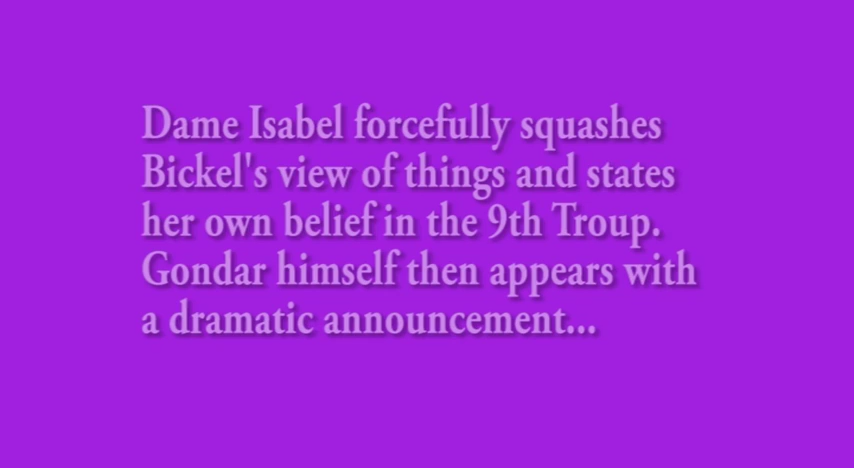 Dame Isabel forcefully squashes
Bickel's view of things and states
her own belief in the 9th Troup.
Gondar himself then appears with
a dramatic announcement...